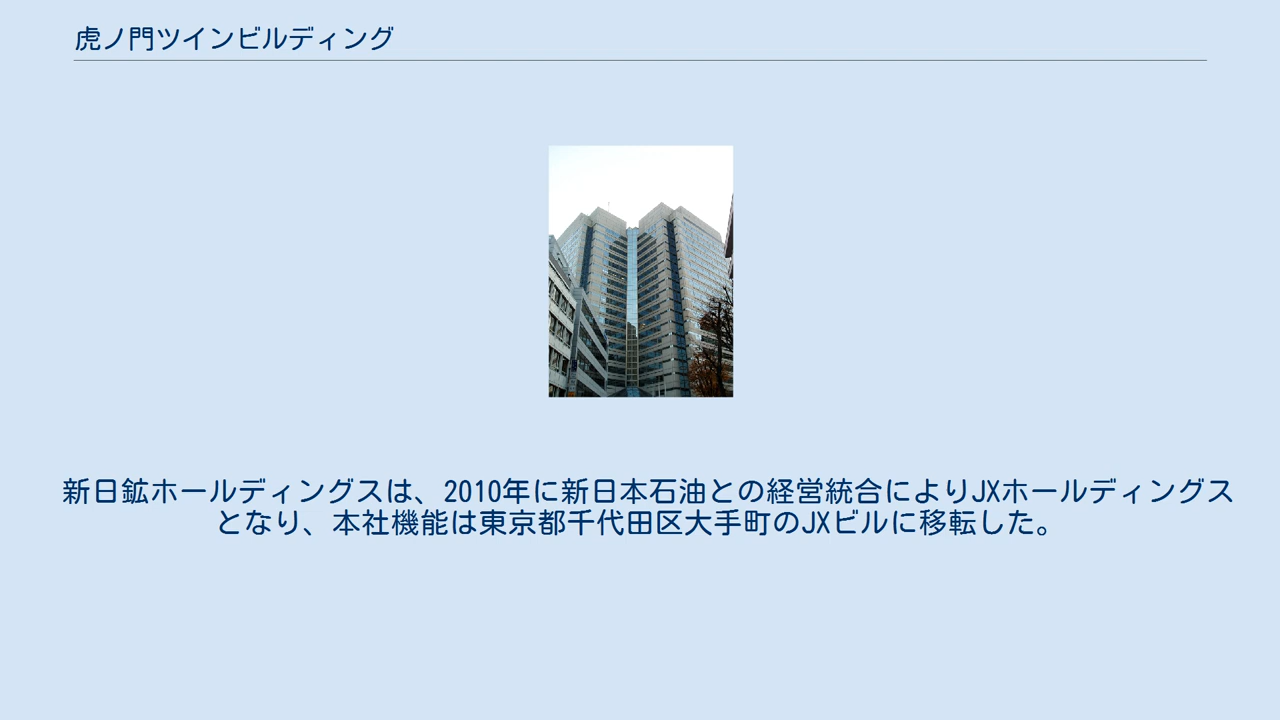 虎ノ門ツインビルディング
新日鉱ホールディングスは、2010年に新日本石油との経営統合によりJXホールディングス
となり、本社機能は東京都千代田区大手町のJXビルに移転した。